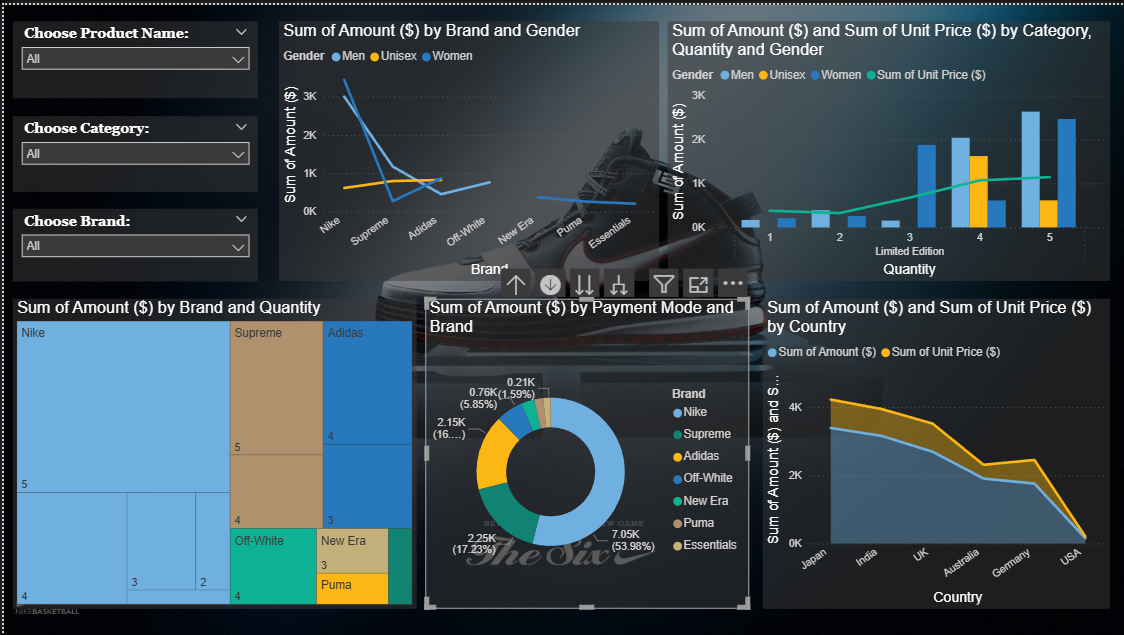 Choose Product Name:
All
Choose Category:
All
Choose Brand:
All
Sum of Amount ($) by Brand and Gender
Gender Men Unisex Women
Sum of Amount ($)
3K
2K
1K
0K
Nike
Supreme
Adidas
Off-White
New Era
Puma
Essentials
Brand
Sum of Amount ($) and Sum of Unit Price ($) by Category,
Quantity and Gender
Gender Men Unisex Women Sum of Unit Price ($)
Sum of Amount ($)
3K
2K
1K
0K
1 2 3 4 5
Limited Edition
Quantity
Sum of Amount ($) by Brand and Quantity
Nike
5
4
3
2
Supreme
5
4
Adidas
4
3
Off-White
4
New Era
3
Puma
Sum of Amount ($) by Payment Mode and
Brand
0.21K
(1.59%)
0.76K
(5.85%)
2.15K
(16....)
2.25K
(17.23%)
7.05K
(53.98%)
Brand
Nike
Supreme
Adidas
Off-White
New Era
Puma
Essentials
The Six
Sum of Amount ($) and Sum of Unit Price ($)
by Country
Sum of Amount ($) Sum of Unit Price ($)
Sum of Amount ($) and S...
4K
2K
0K
Japan
India
UK
Australia
Germany
USA
Country
NIKEBASKETBALL